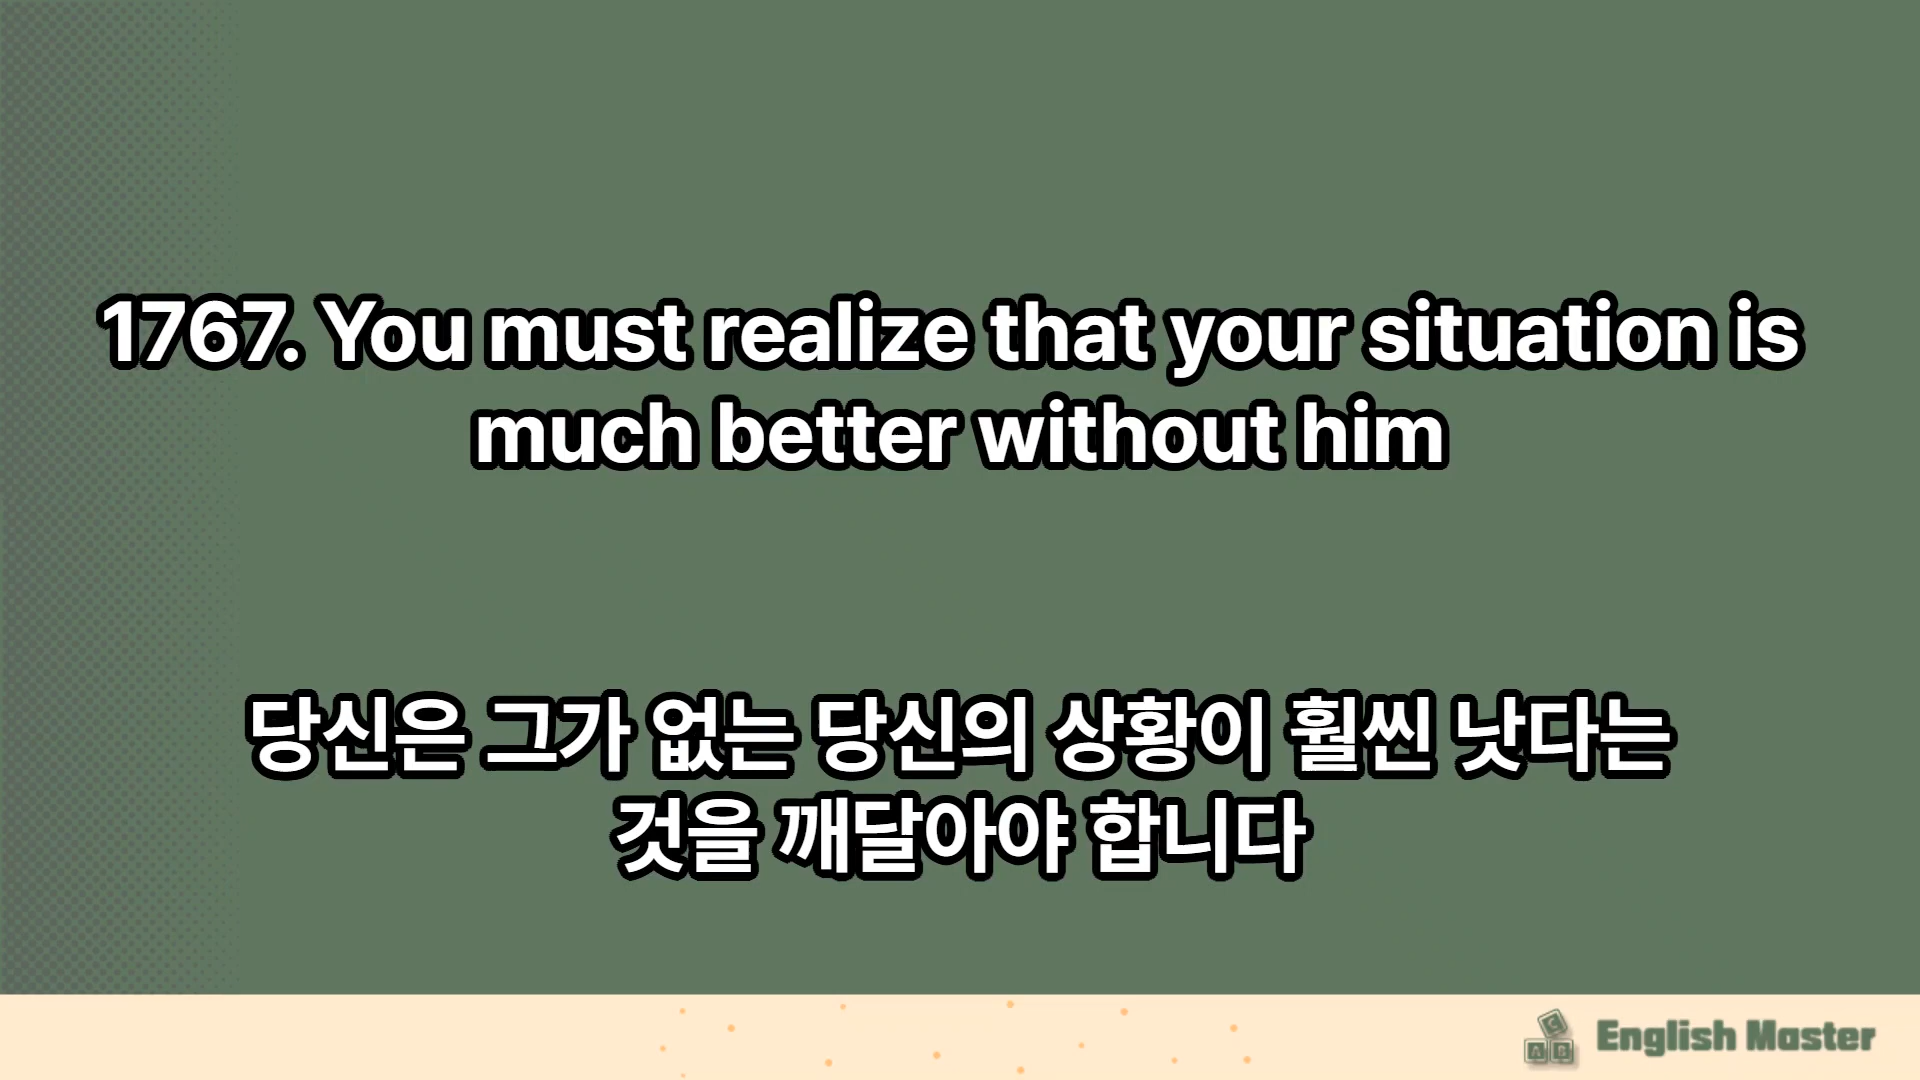 1767. You must realize that your situation is
much better without him
당신은 그가 없는 당신의 상황이 훨씬 낫다는
것을 깨달아야 합니다
C
A B
English Master